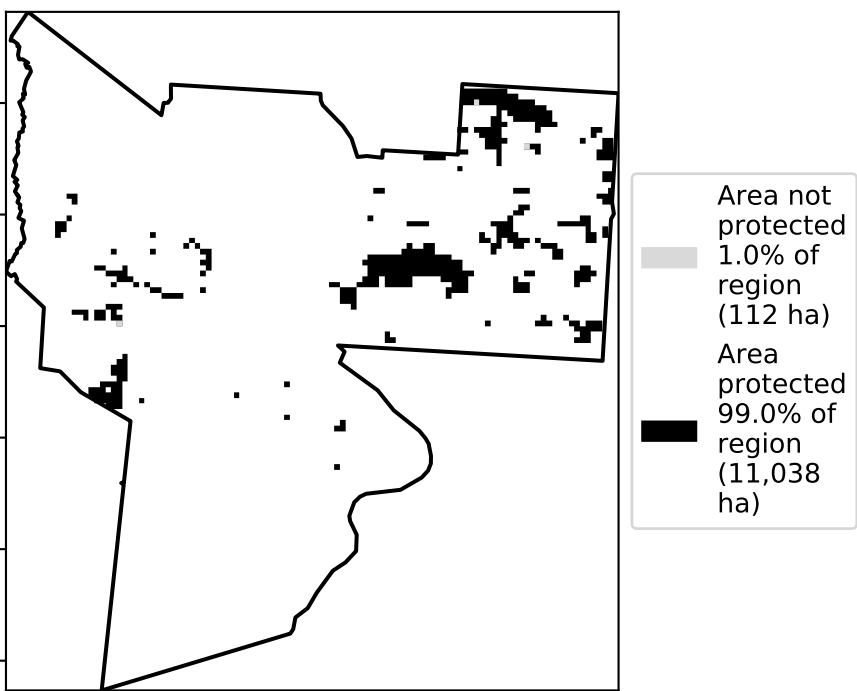 Area not
protected
1.0% of
region
(112 ha)
Area
protected
99.0% of
region
(11,038
ha)